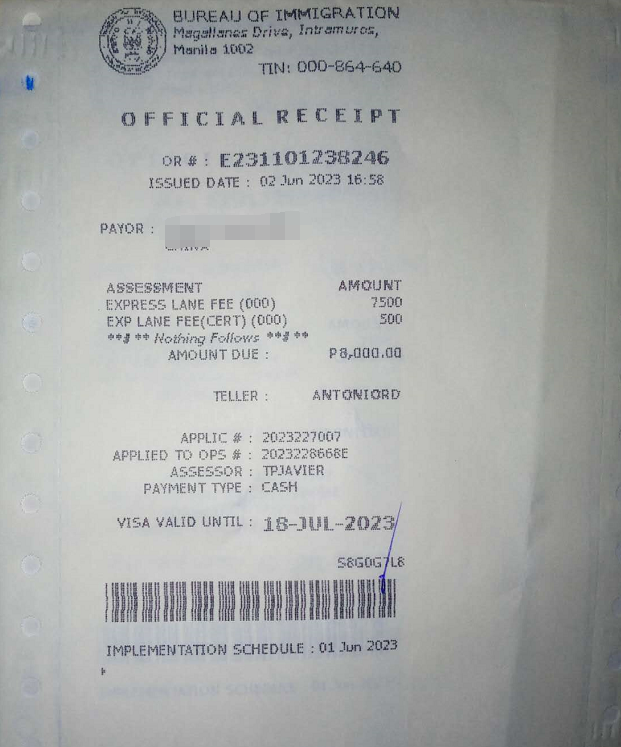 BUREAU OF IMMIGRATION
Magallanes Drive, Intramuros,
Manila 1002
TIN: 000-864-640
OFFICIAL RECEIPT
OR # : E231101238246
ISSUED DATE : 02 Jun 2023 16:58
PAYOR :
ASSESSMENT AMOUNT
EXPRESS LANE FEE (000) 7500
EXP LANE FEE(CERT) (000) 500
**# ** Nothing Follows **# **
AMOUNT DUE : P8,000.00
TELLER : ANTONIORD
APPLIC # : 2023227007
APPLIED TO OPS # : 2023228668E
ASSESSOR : TPJAVIER
PAYMENT TYPE : CASH
VISA VALID UNTIL : 18-JUL-2023
S8G0G7L8
IMPLEMENTATION SCHEDULE : 01 Jun 2023